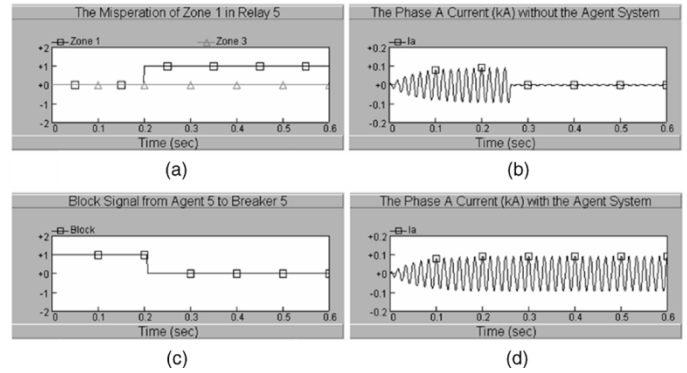 The Misperation of Zone 1 in Relay 5
Zone 1
Zone 3
+2
+1
+0
-1
-2
0 0.1 0.2 0.3 0.4 0.5 0.6
Time (sec)
(a)
The Phase A Current (kA) without the Agent System
Ia
+0.2
+0.1
+0
-0.1
-0.2
0 0.1 0.2 0.3 0.4 0.5 0.6
Time (sec)
(b)
Block Signal from Agent 5 to Breaker 5
Block
+2
+1
+0
-1
-2
0 0.1 0.2 0.3 0.4 0.5 0.6
Time (sec)
(c)
The Phase A Current (kA) with the Agent System
Ia
+0.2
+0.1
+0
-0.1
-0.2
0 0.1 0.2 0.3 0.4 0.5 0.6
Time (sec)
(d)